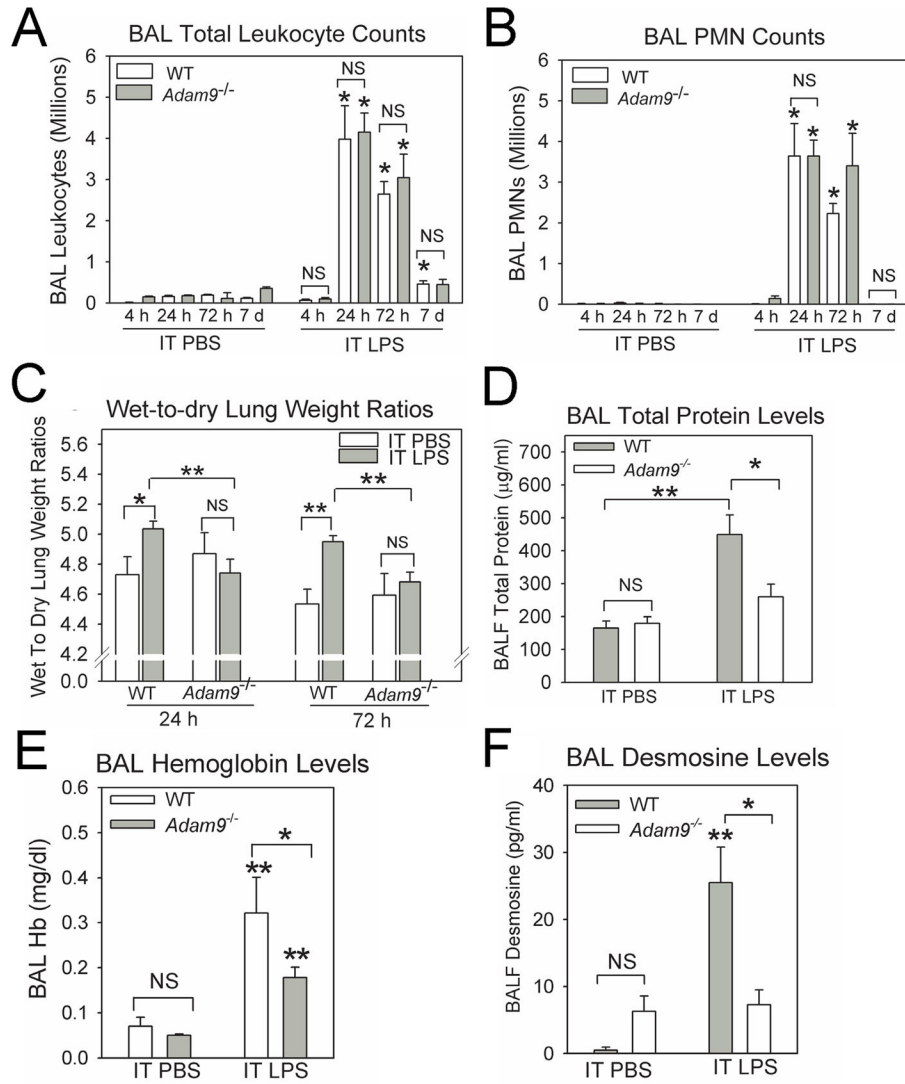 A
BAL Total Leukocyte Counts
BAL Leukocytes (Millions)
6
5
4
3
2
1
0
WT
Adam9-/-
NS
* *
NS
* *
NS
NS
*
4 h 24 h 72 h 7 d
4 h 24 h 72 h 7 d
IT PBS
IT LPS
B
BAL PMN Counts
BAL PMNs (Millions)
6
5
4
3
2
1
0
WT
Adam9-/-
NS
* *
* *
NS
4 h 24 h 72 h 7 d
4 h 24 h 72 h 7 d
IT PBS
IT LPS
C
Wet-to-dry Lung Weight Ratios
Wet To Dry Lung Weight Ratios
5.6
5.4
5.2
5.0
4.8
4.6
4.4
4.2
0.0
IT PBS
IT LPS
**
*
NS
**
**
NS
WT Adam9-/-
WT Adam9-/-
24 h
72 h
D
BAL Total Protein Levels
BALF Total Protein (µg/ml)
700
600
500
400
300
200
100
0
WT
Adam9-/-
*
**
NS
IT PBS
IT LPS
E
BAL Hemoglobin Levels
BAL Hb (mg/dl)
0.6
0.5
0.4
0.3
0.2
0.1
0.0
WT
Adam9-/-
*
**
**
NS
IT PBS
IT LPS
F
BAL Desmosine Levels
BALF Desmosine (pg/ml)
40
30
20
10
0
WT
Adam9-/-
*
**
NS
IT PBS
IT LPS